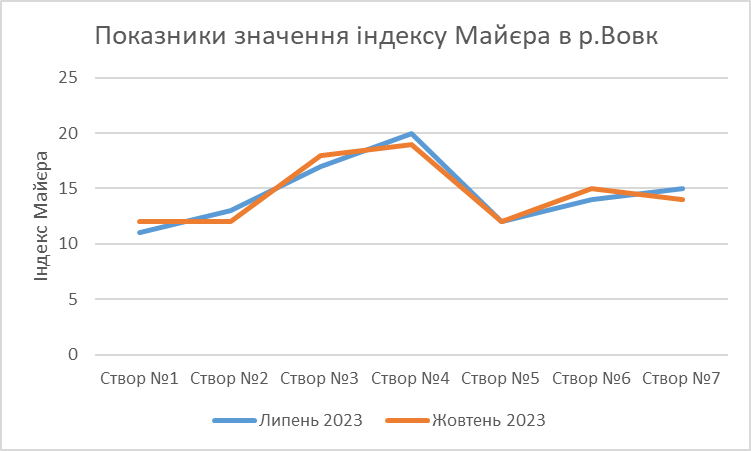 Показники значення індексу Майєра в р.Вовк
25
20
15
10
5
0
Індекс Майєра
Створ №1 Створ №2 Створ №3 Створ №4 Створ №5 Створ №6 Створ №7
Липень 2023 Жовтень 2023